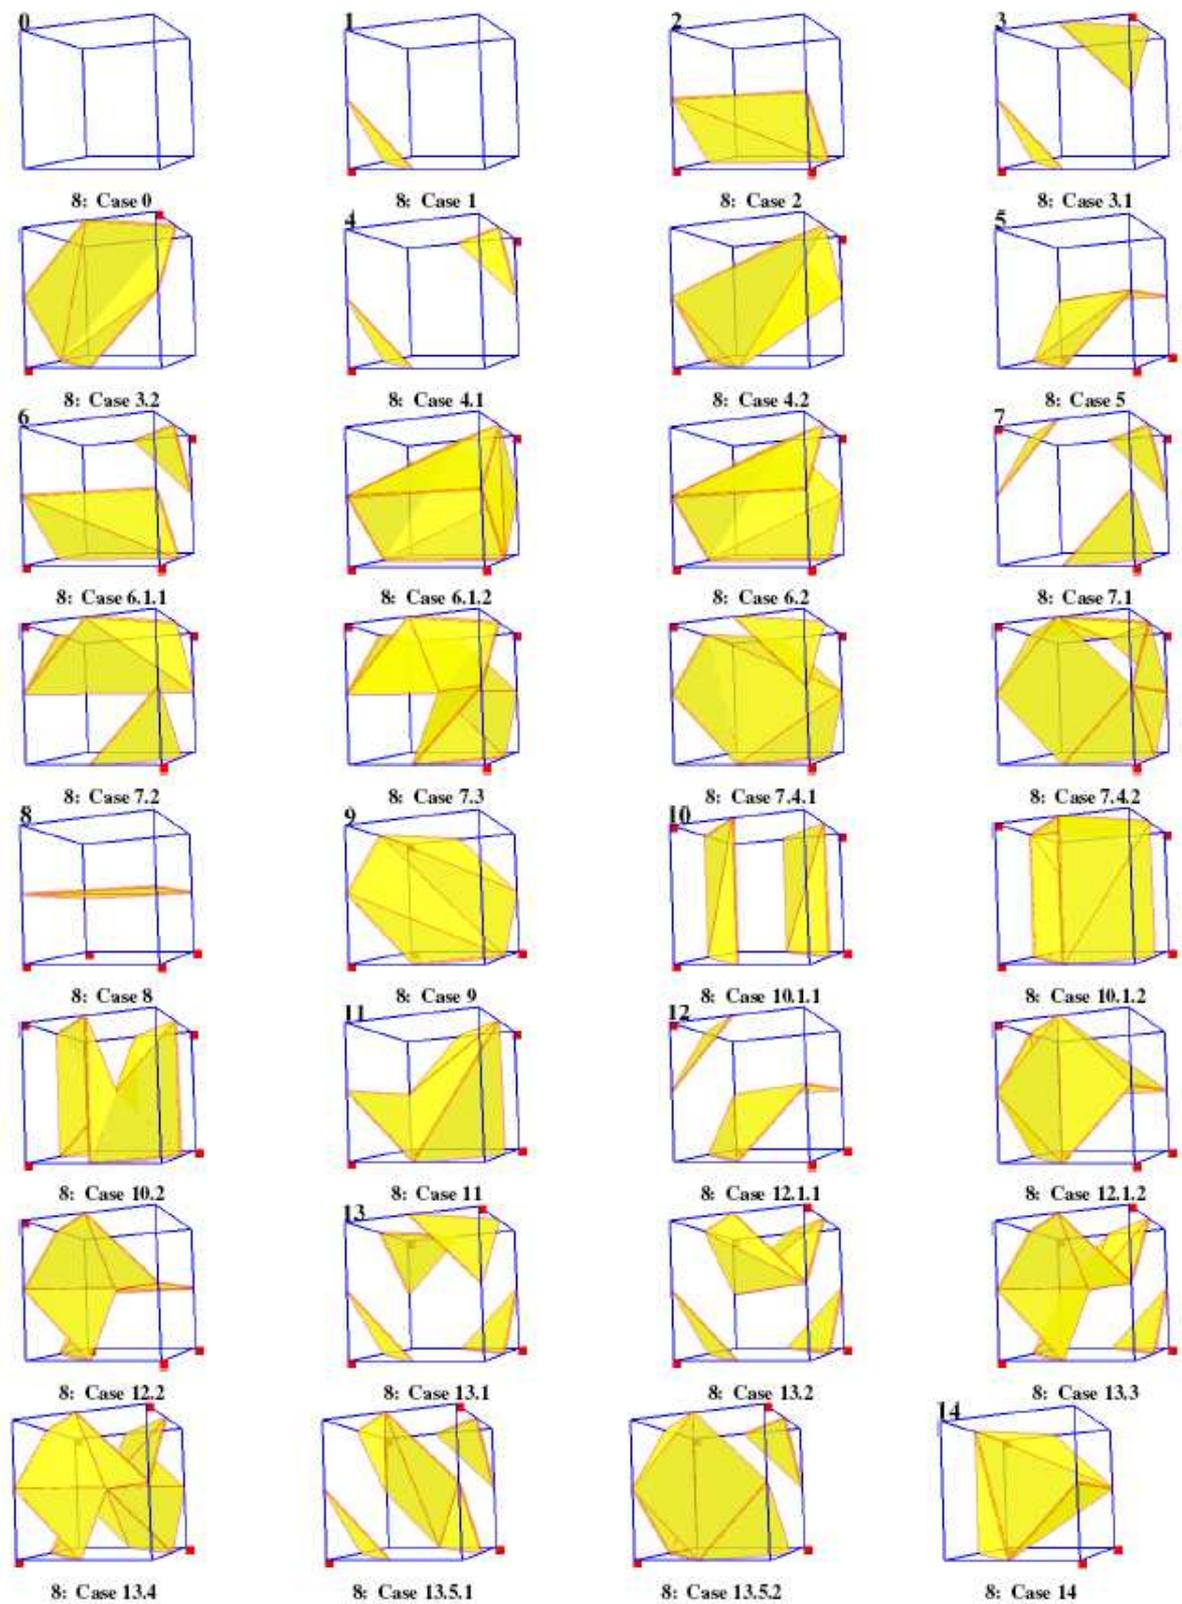 0 1 2 3
8: Case 0 8: Case 1 8: Case 2 8: Case 3.1
4 5
8: Case 3.2 8: Case 4.1 8: Case 4.2 8: Case 5
6 7
8: Case 6.1.1 8: Case 6.1.2 8: Case 6.2 8: Case 7.1
8: Case 7.2 8: Case 7.3 8: Case 7.4.1 8: Case 7.4.2
8 9 10
8: Case 8 8: Case 9 8: Case 10.1.1 8: Case 10.1.2
11 12
8: Case 10.2 8: Case 11 8: Case 12.1.1 8: Case 12.1.2
13
8: Case 12.2 8: Case 13.1 8: Case 13.2 8: Case 13.3
14
8: Case 13.4 8: Case 13.5.1 8: Case 13.5.2 8: Case 14